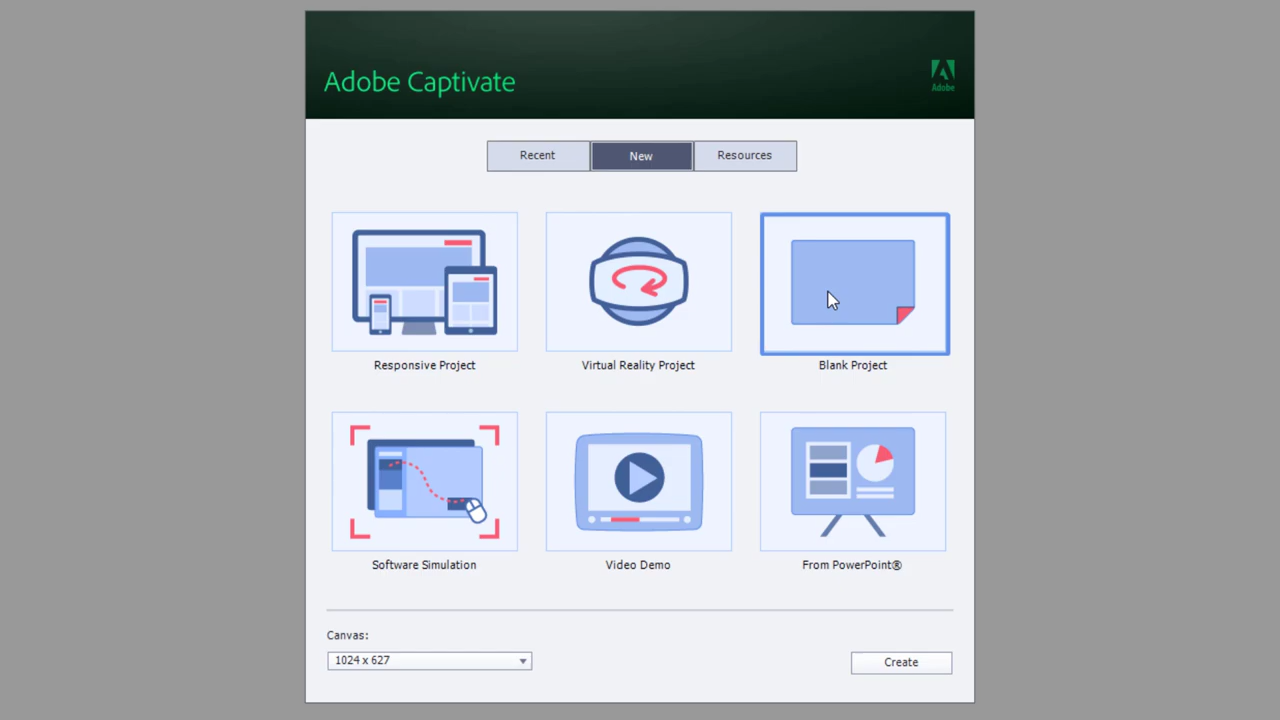 Adobe Captivate
Adobe
Recent
New
Resources
Responsive Project
Virtual Reality Project
Blank Project
Software Simulation
Video Demo
From PowerPoint®
Canvas:
1024 x 627
Create